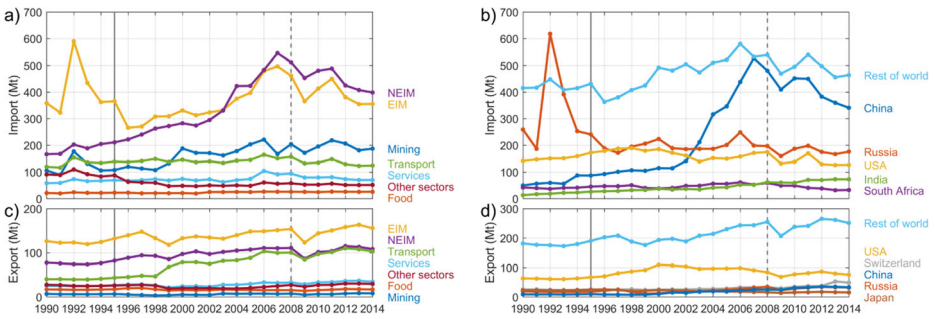 a)
Import (Mt)
700
600
500
400
300
200
100
0
NEIM
EIM
Mining
Transport
Services
Other sectors
Food
b)
Import (Mt)
700
600
500
400
300
200
100
0
Rest of world
China
Russia
USA
India
South Africa
c)
Export (Mt)
200
100
0
1990 1992 1994 1996 1998 2000 2002 2004 2006 2008 2010 2012 2014
EIM
NEIM
Transport
Services
Other sectors
Food
Mining
d)
Export (Mt)
300
200
100
0
1990 1992 1994 1996 1998 2000 2002 2004 2006 2008 2010 2012 2014
Rest of world
USA
Switzerland
China
Russia
Japan